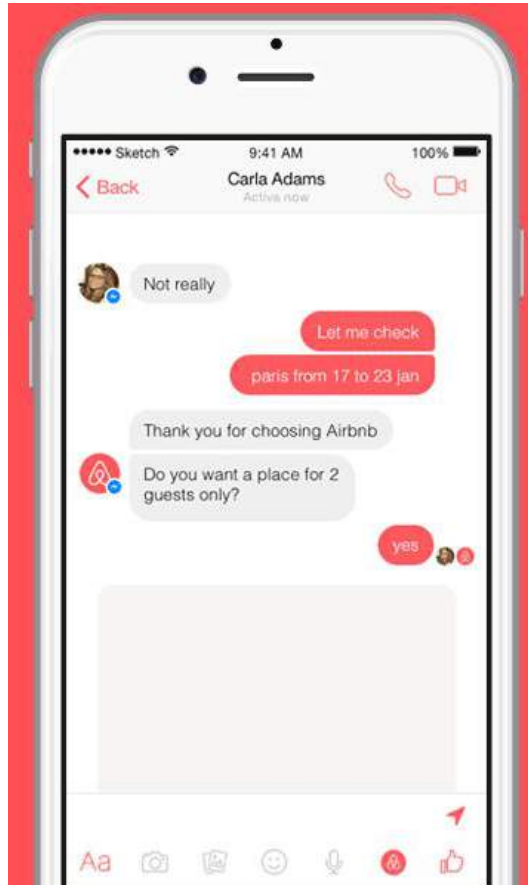 Sketch 9:41 AM 100%
Back Carla Adams
Active now
Not really
Let me check
paris from 17 to 23 jan
Thank you for choosing Airbnb
Do you want a place for 2
guests only?
yes
Aa